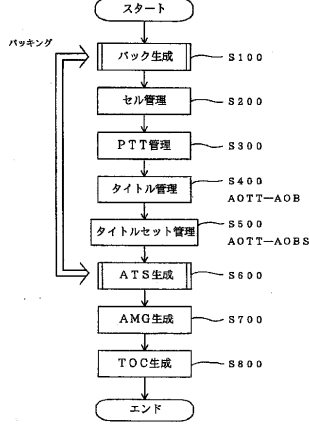 スタート
パッキング
パック生成
S100
セル管理
S200
PTT管理
S300
タイトル管理
S400
AOTT-AOB
タイトルセット管理
S500
AOTT-AOBS
ATS生成
S600
AMG生成
S700
TOC生成
S800
エンド